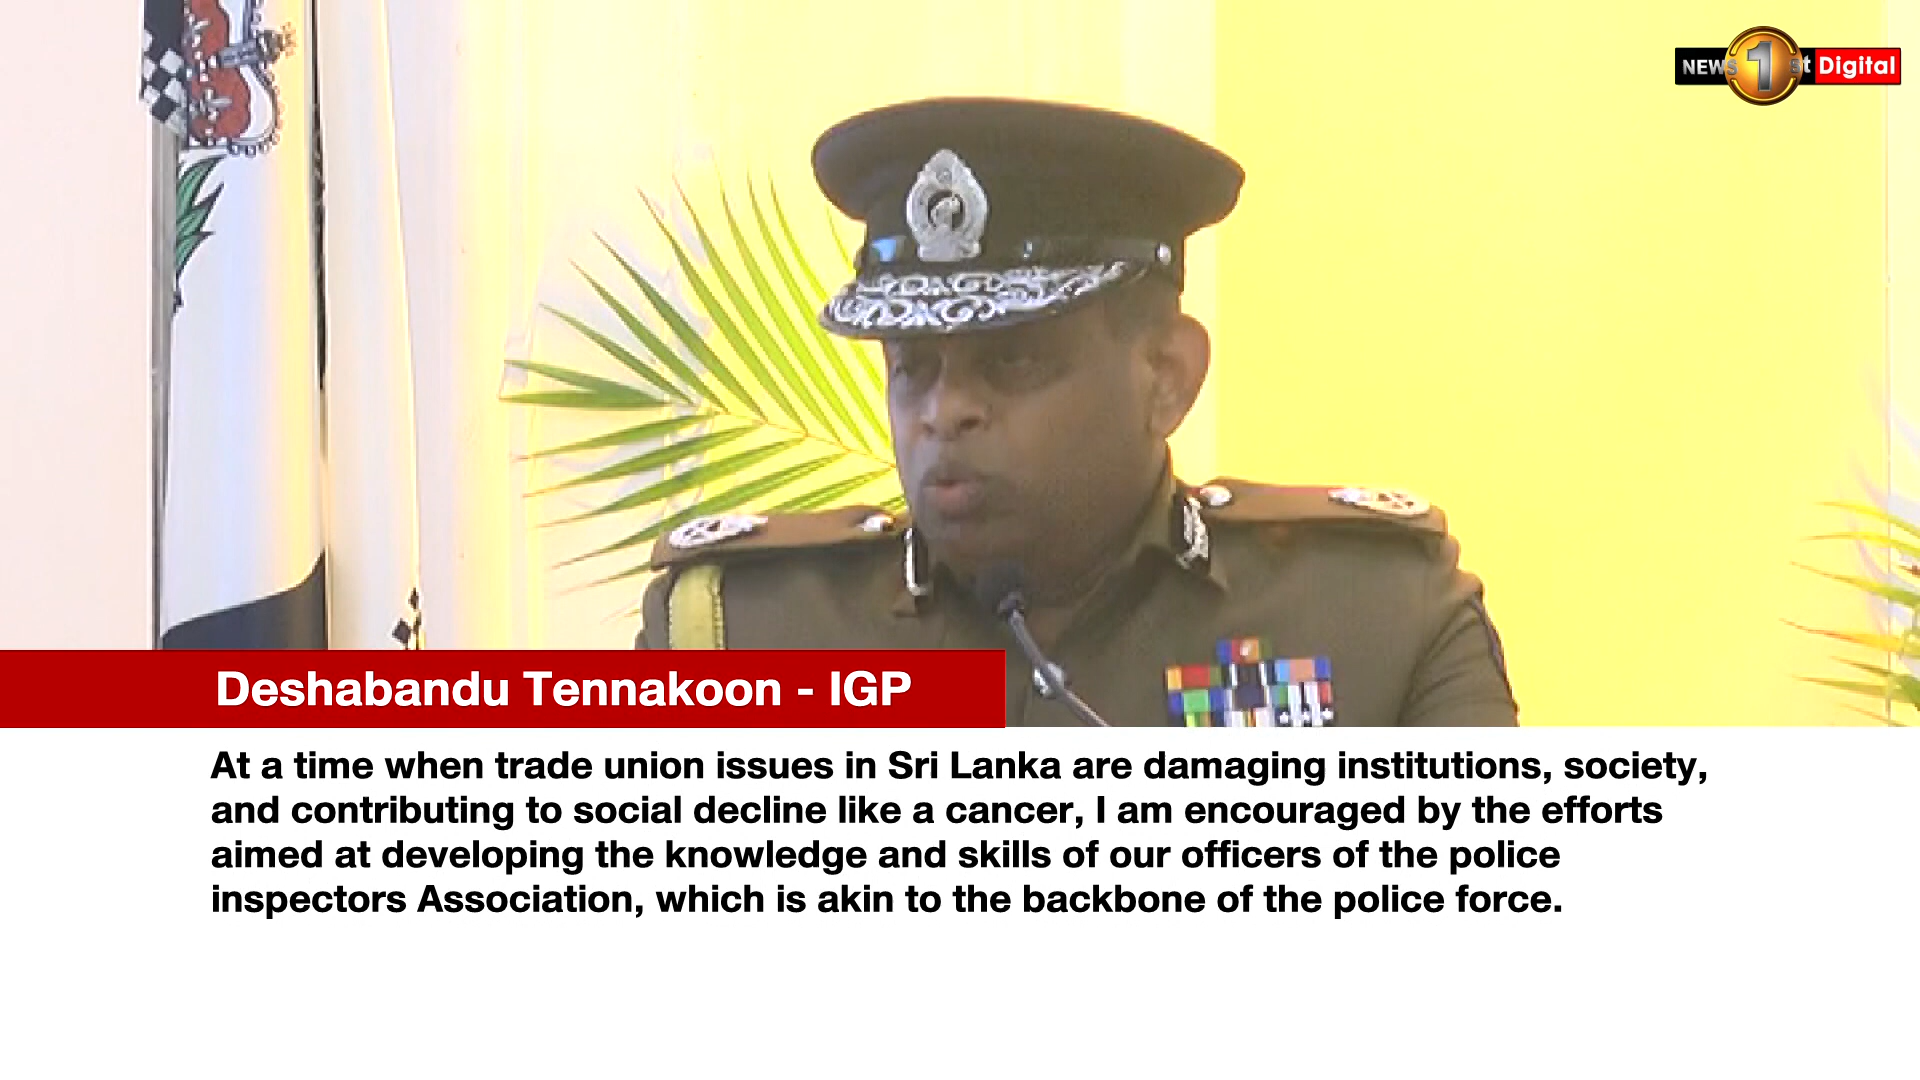 NEWS 1st Digital
Deshabandu Tennakoon - IGP
At a time when trade union issues in Sri Lanka are damaging institutions, society,
and contributing to social decline like a cancer, I am encouraged by the efforts
aimed at developing the knowledge and skills of our officers of the police
inspectors Association, which is akin to the backbone of the police force.